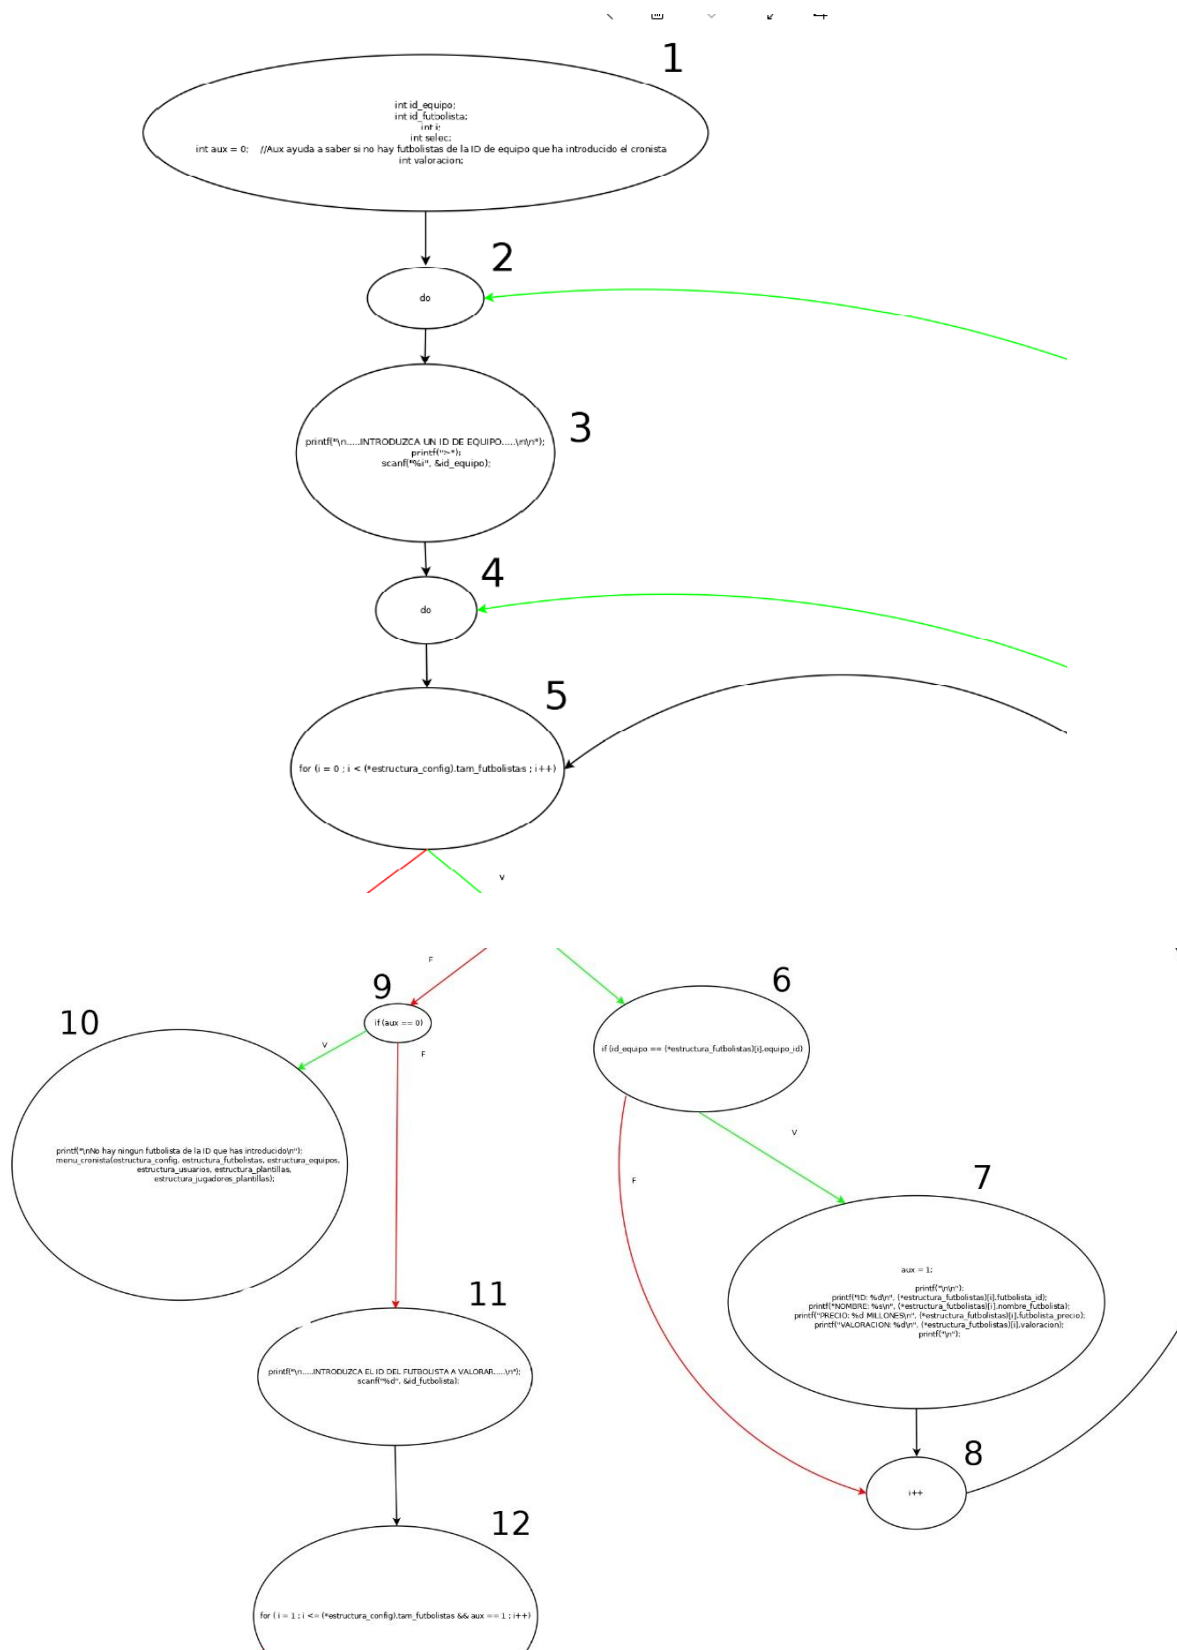 1
int id_equipo;
int id_futbolista;
int i;
int selec;
int aux = 0;    //Aux ayuda a saber si no hay futbolistas de la ID de equipo que ha introducido el cronista
int valoracion;
2
do
3
printf("\n.....INTRODUZCA UN ID DE EQUIPO.....\n\n");
printf(">");
scanf("%i", &id_equipo);
4
do
5
for (i = 0 ; i < (*estructura_config).tam_futbolistas ; i++)
V
F
9
if (aux == 0)
V
F
10
printf("\nNo hay ningun futbolista de la ID que has introducido\n");
menu_cronista(estructura_config, estructura_futbolistas, estructura_equipos,
estructura_usuarios, estructura_plantillas,
estructura_jugadores_plantillas);
6
if (id_equipo == (*estructura_futbolistas)[i].equipo_id)
V
F
7
aux = 1;
printf("\n\n");
printf("ID: %d\n", (*estructura_futbolistas)[i].futbolista_id);
printf("NOMBRE: %s\n", (*estructura_futbolistas)[i].nombre_futbolista);
printf("PRECIO: %d MILLONES\n", (*estructura_futbolistas)[i].futbolista_precio);
printf("VALORACION: %d\n", (*estructura_futbolistas)[i].valoracion);
printf("\n");
8
i++
11
printf("\n.....INTRODUZCA EL ID DEL FUTBOLISTA A VALORAR.....\n");
scanf("%d", &id_futbolista);
12
for ( i = 1 ; i <= (*estructura_config).tam_futbolistas && aux == 1 ; i++)